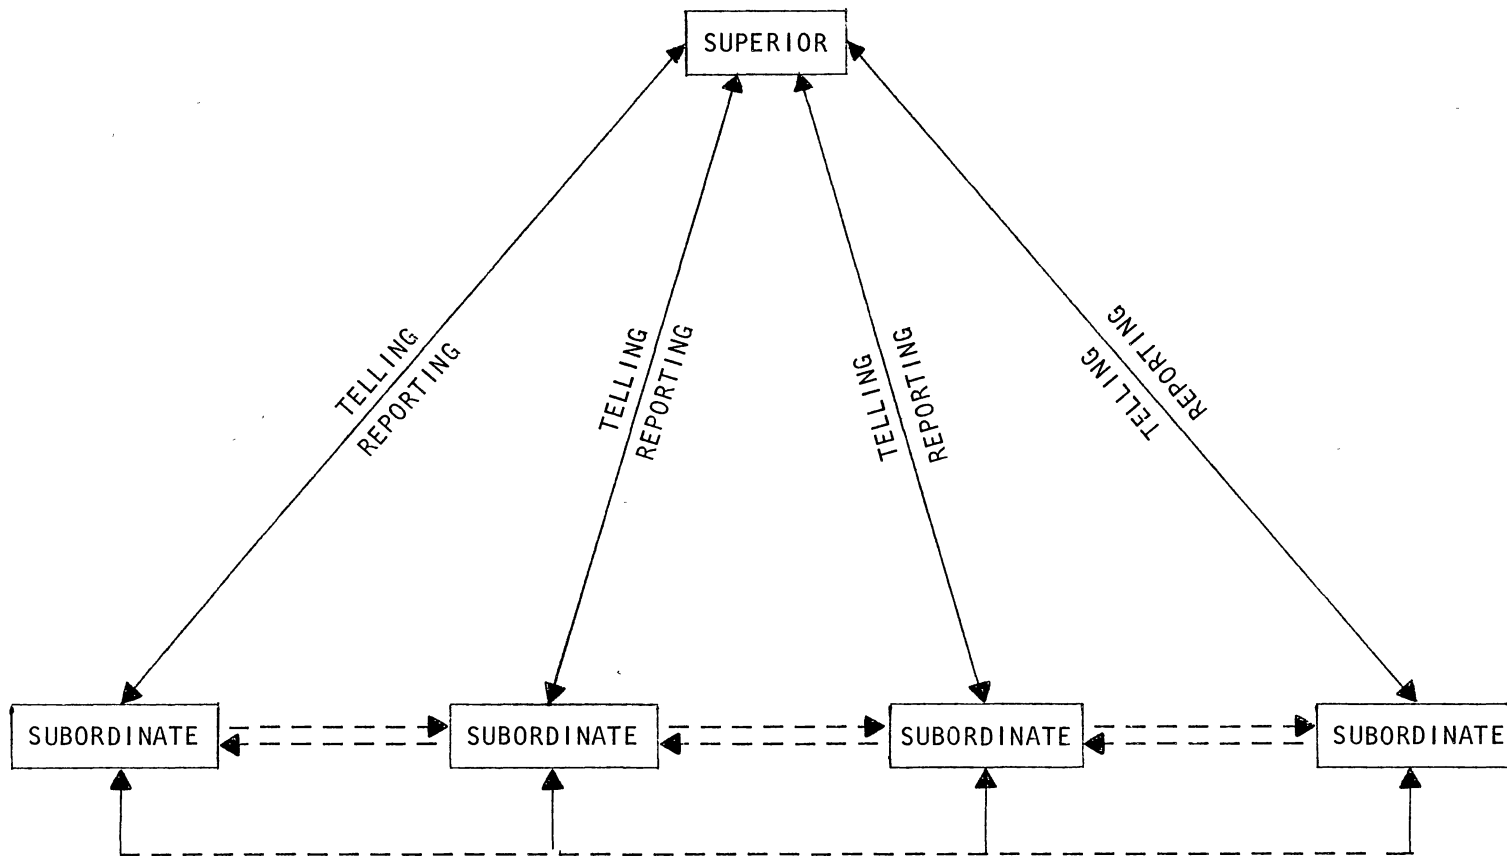 SUPERIOR
TELLING
REPORTING
TELLING
REPORTING
TELLING
REPORTING
TELLING
REPORTING
SUBORDINATE
SUBORDINATE
SUBORDINATE
SUBORDINATE